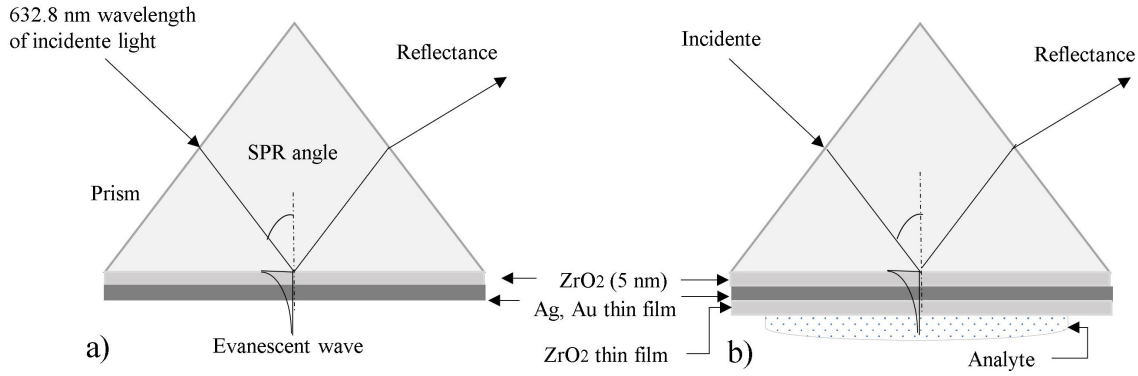 632.8 nm wavelength
of incidente light
Reflectance
SPR angle
Prism
a)
Evanescent wave
Incidente
Reflectance
ZrO2 (5 nm)
Ag, Au thin film
ZrO2 thin film
b)
Analyte